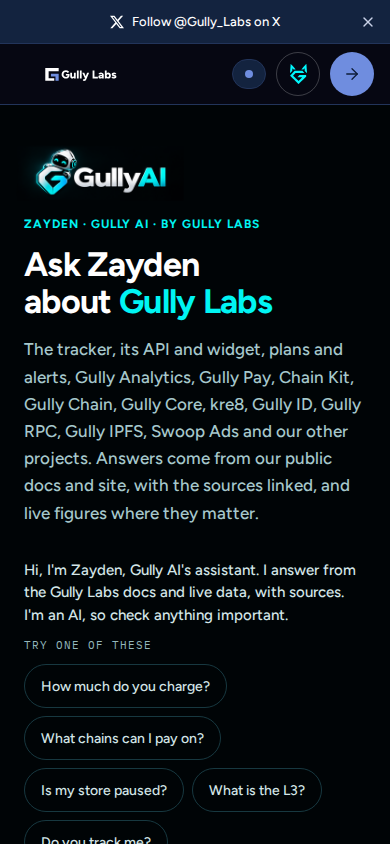 Follow @Gully_Labs on X
Gully Labs
GullyAI
ZAYDEN · GULLY AI · BY GULLY LABS
Ask Zayden
about Gully Labs
The tracker, its API and widget, plans and
alerts, Gully Analytics, Gully Pay, Chain Kit,
Gully Chain, Gully Core, kre8, Gully ID, Gully
RPC, Gully IPFS, Swoop Ads and our other
projects. Answers come from our public
docs and site, with the sources linked, and
live figures where they matter.
Hi, I'm Zayden, Gully AI's assistant. I answer from
the Gully Labs docs and live data, with sources.
I'm an AI, so check anything important.
TRY ONE OF THESE
How much do you charge?
What chains can I pay on?
Is my store paused?
What is the L3?
Do you track me?